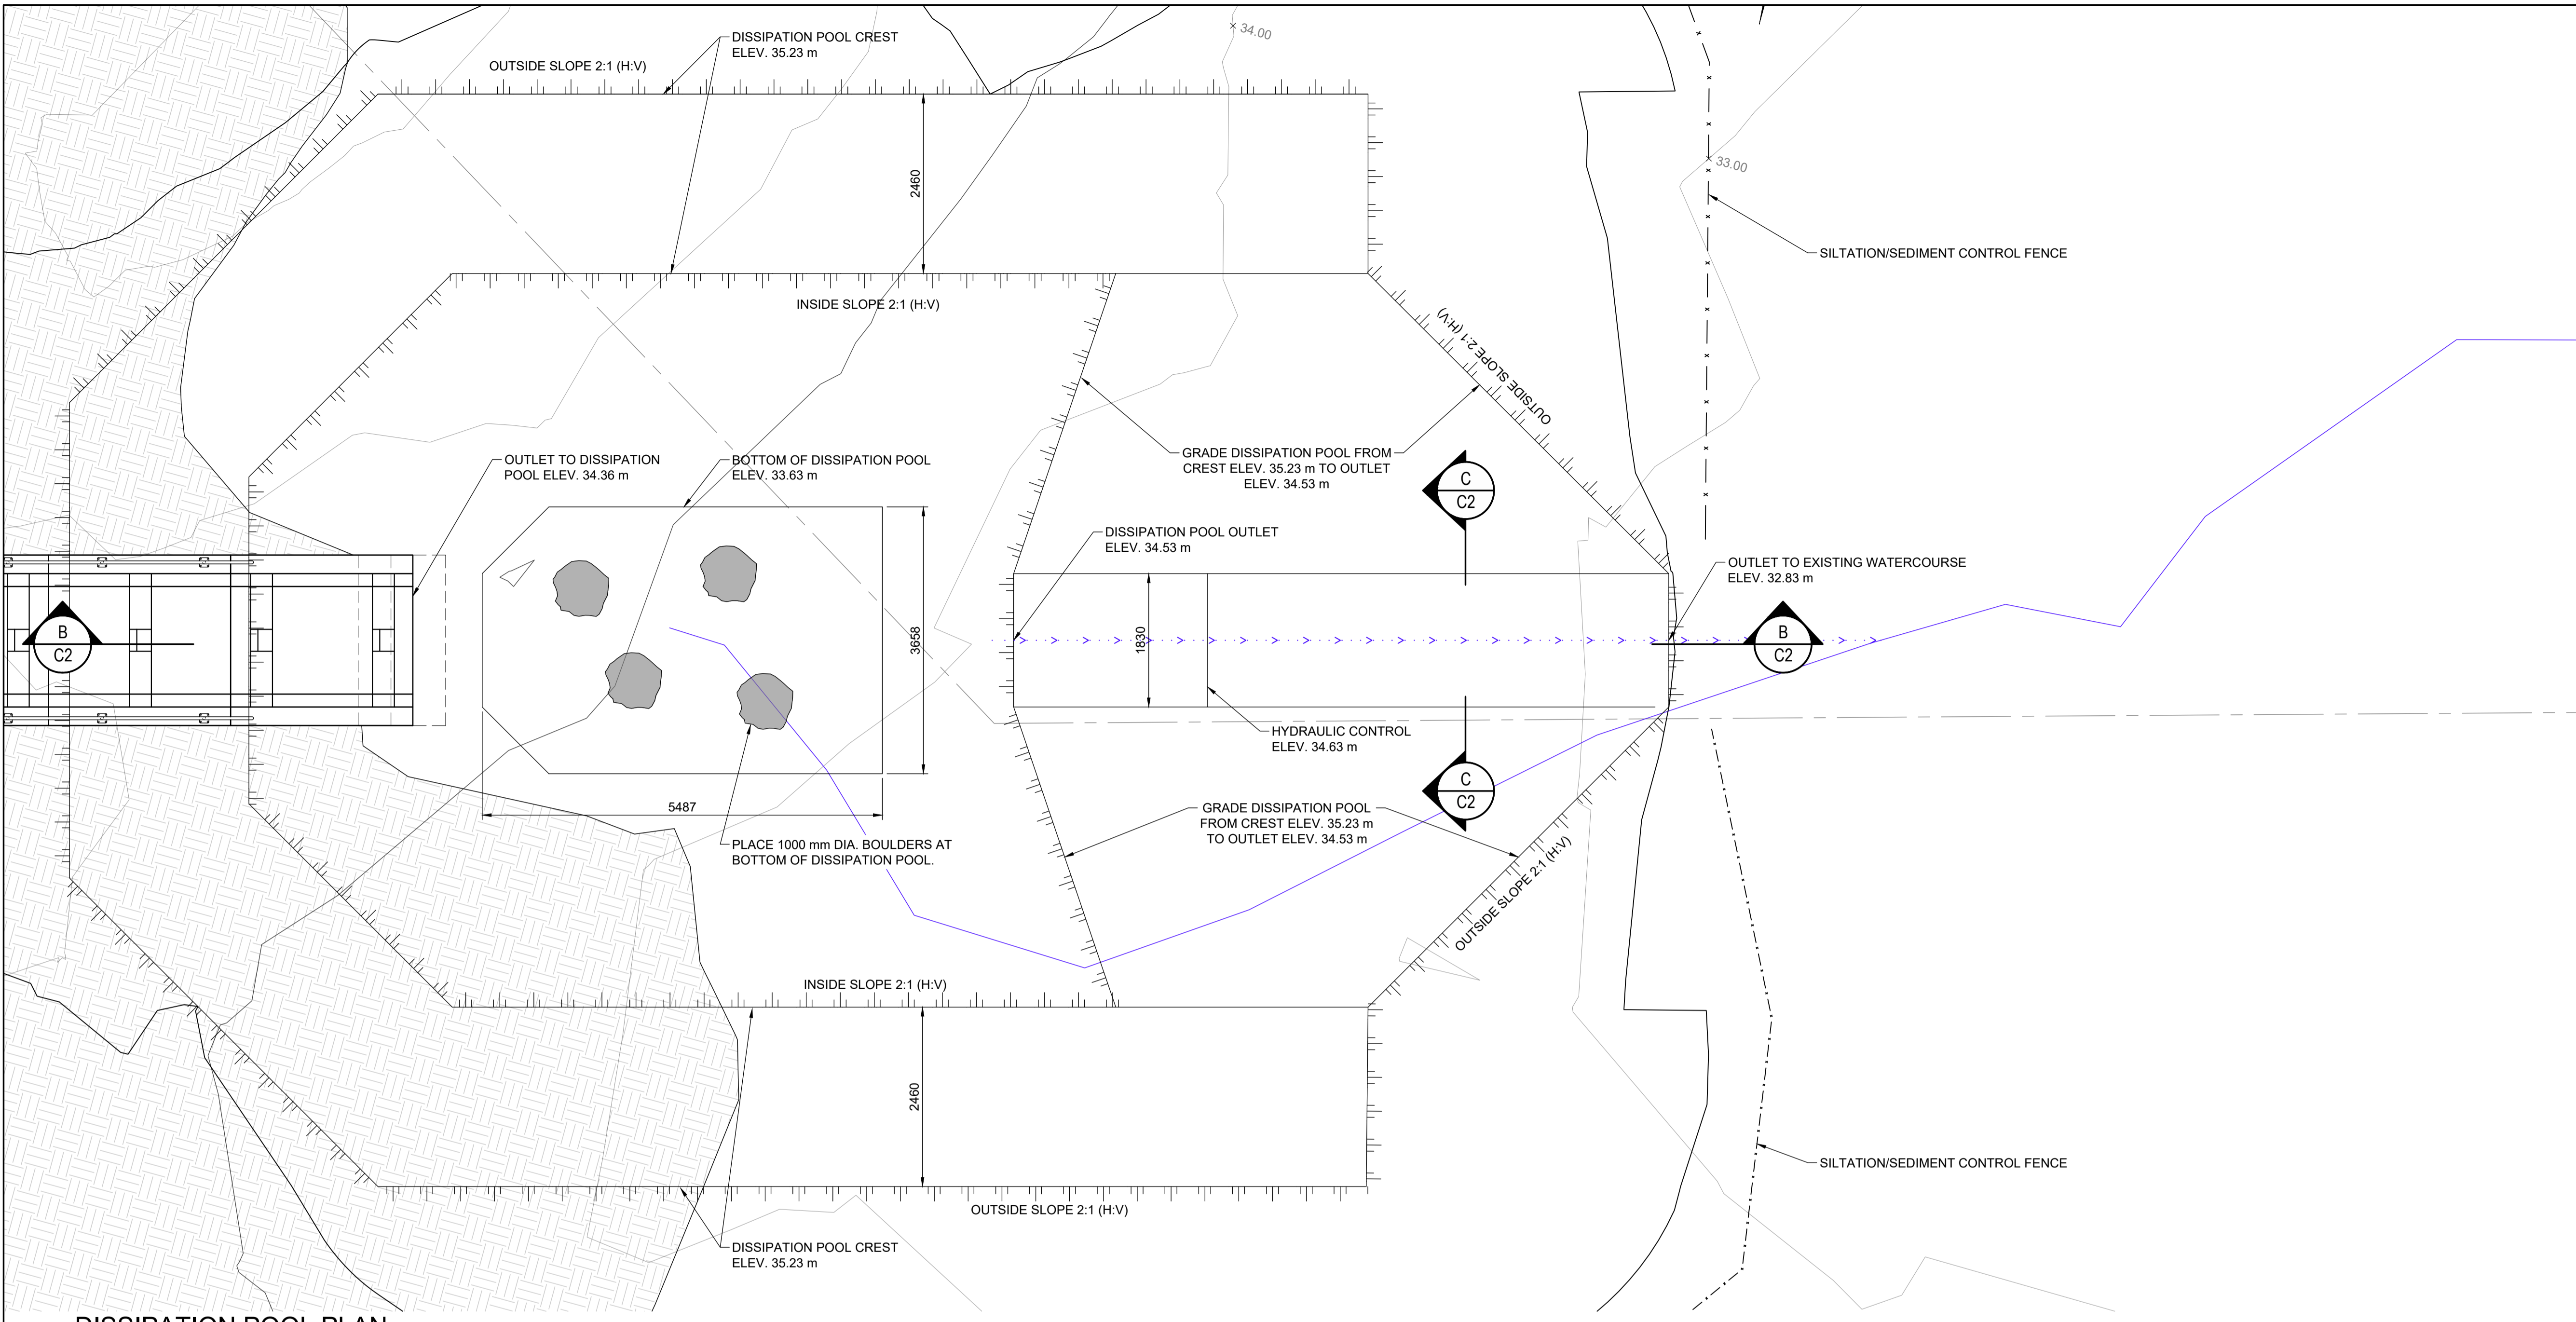 DISSIPATION POOL CREST
ELEV. 35.23 m
OUTSIDE SLOPE 2:1 (H:V)
34.00
33.00
2460
SILTATION/SEDIMENT CONTROL FENCE
INSIDE SLOPE 2:1 (H:V)
OUTSIDE SLOPE 2:1 (H:V)
OUTLET TO DISSIPATION
POOL ELEV. 34.36 m
BOTTOM OF DISSIPATION POOL
ELEV. 33.63 m
GRADE DISSIPATION POOL FROM
CREST ELEV. 35.23 m TO OUTLET
ELEV. 34.53 m
C
C2
DISSIPATION POOL OUTLET
ELEV. 34.53 m
OUTLET TO EXISTING WATERCOURSE
ELEV. 32.83 m
B
C2
3658
1830
B
C2
HYDRAULIC CONTROL
ELEV. 34.63 m
C
C2
5487
GRADE DISSIPATION POOL
FROM CREST ELEV. 35.23 m
TO OUTLET ELEV. 34.53 m
PLACE 1000 mm DIA. BOULDERS AT
BOTTOM OF DISSIPATION POOL.
OUTSIDE SLOPE 2:1 (H:V)
INSIDE SLOPE 2:1 (H:V)
2460
SILTATION/SEDIMENT CONTROL FENCE
OUTSIDE SLOPE 2:1 (H:V)
DISSIPATION POOL CREST
ELEV. 35.23 m
DISSIPATION POOL PLAN